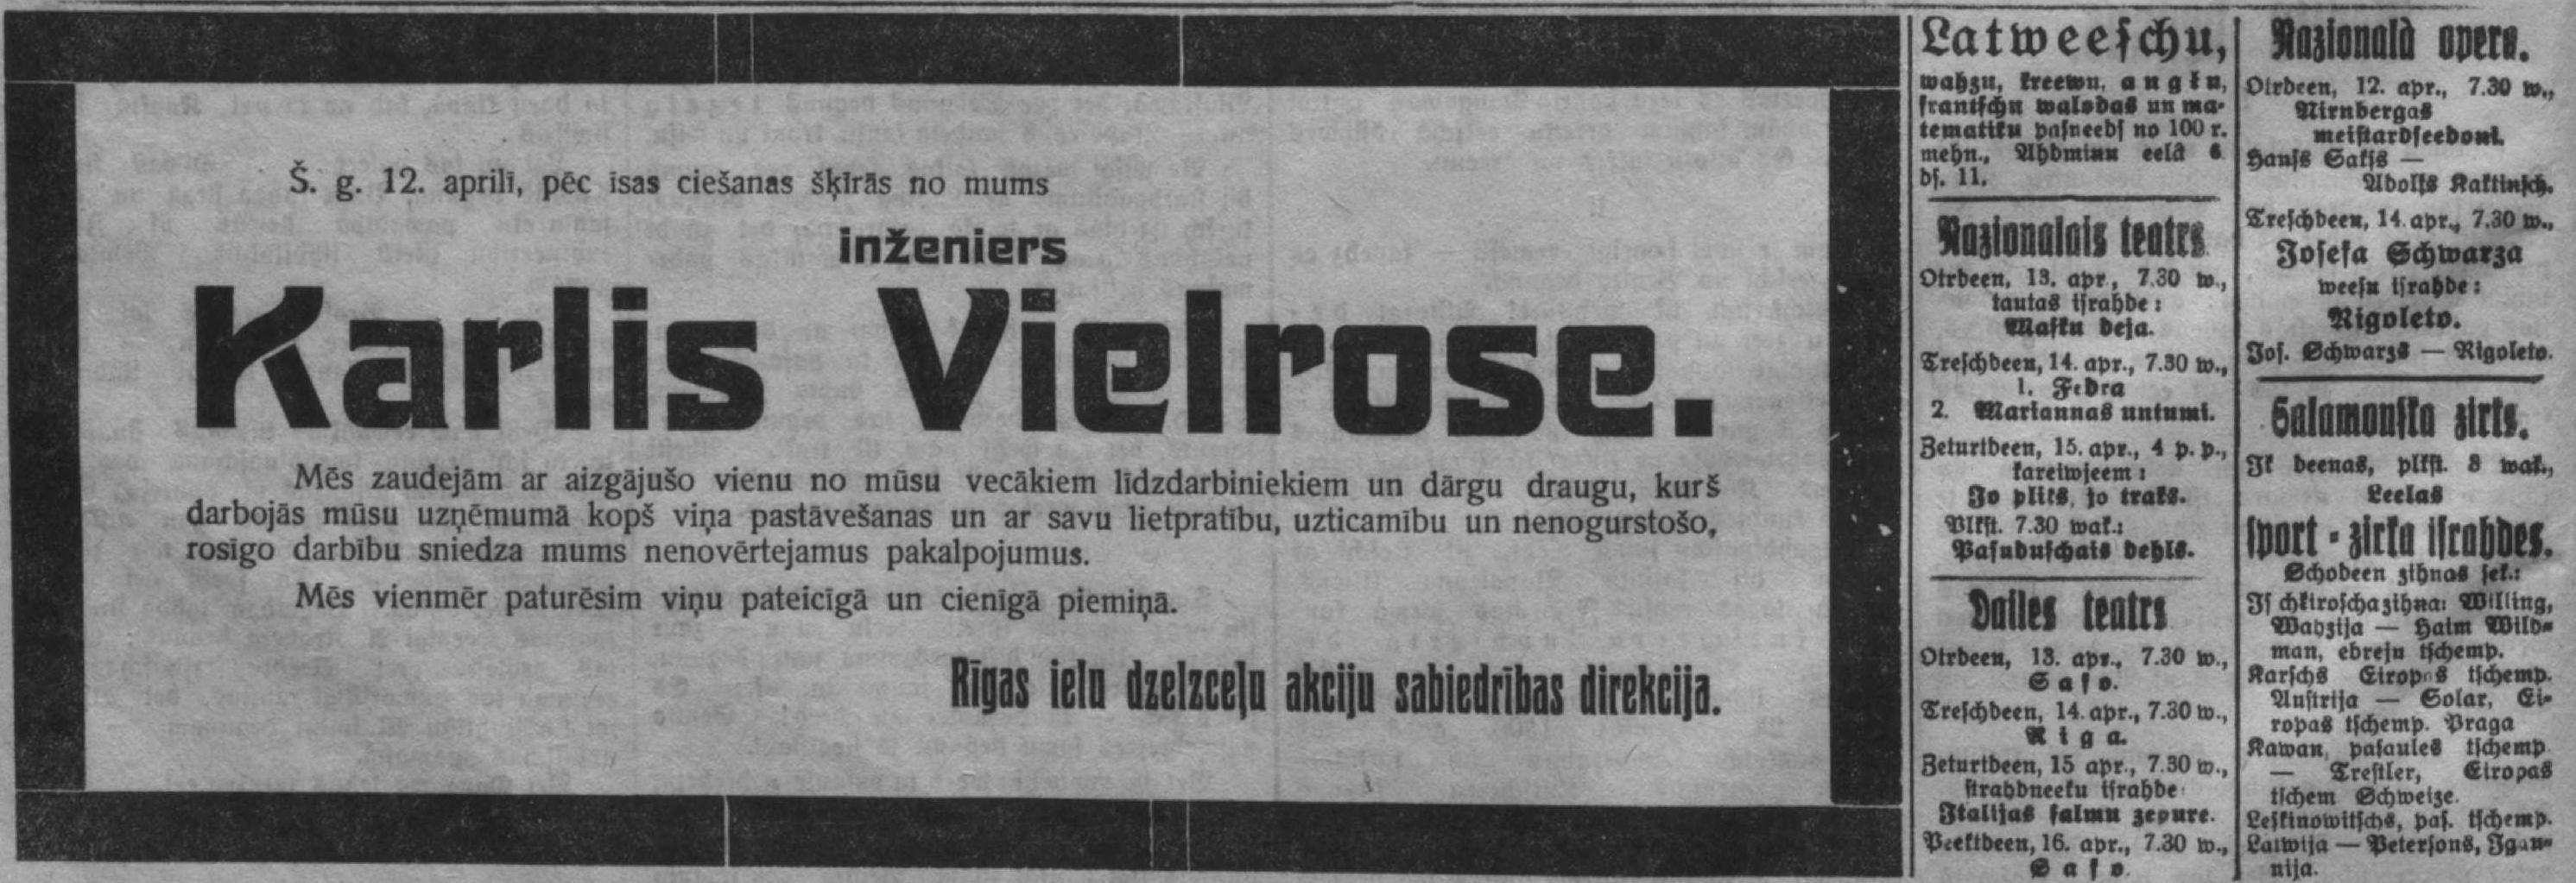 Š. g. 12. aprilī, pēc īsas ciešanas šķīrās no mums
inženiers
Karlis Vielrose.
Mēs zaudejām ar aizgājušo vienu no mūsu vecākiem līdzdarbiniekiem un dārgu draugu, kurš
darbojās mūsu uzņēmumā kopš viņa pastāvešanas un ar savu lietpratību, uzticamību un nenogurstošo,
rosīgo darbību sniedza mums nenovērtejamus pakalpojumus.
Mēs vienmēr paturēsim viņu pateicīgā un cienīgā piemiņā.
Rīgas ielu dzelzceļu akciju sabiedrības direkcija.
Latweeschu,
wahzu, kreewu, angļu,
frantschu walodas un ma-
tematiku pasneeds no 100 r.
mehn., Ahdminu eelā 6
ds. 11.
Nazionalais teatrs
Otrdeen, 13. apr., 7.30 w.,
tautas israhde:
Masku deja.
Treschdeen, 14. apr., 7.30 w.,
1. Fedra
2. Mariannas untumi.
Zeturtdeen, 15. apr., 4 p. p.,
kareiwjeem:
Jo pliks, jo traks.
Plkst. 7.30 wak.:
Pasuduschais dehls.
Dailes teatrs
Otrdeen, 13. apr., 7.30 w.,
Safo.
Treschdeen, 14. apr., 7.30 w.,
Riga.
Zeturtdeen, 15 apr., 7.30 w.,
strahdneeku israhde:
Italijas salmu zepure.
Peektdeen, 16. apr., 7.30 w.,
Safo.
Nazionalā opera.
Otrdeen, 12. apr., 7.30 w.,
Nirnbergas
meistardseedoņi.
Hanss Sakss —
Adolfs Kaktinsch.
Treschdeen, 14. apr., 7.30 w.,
Josefa Schwarza
weesu israhde:
Rigoleto.
Jos. Schwarzs — Rigoleto.
Salamonska zirks.
Ik deenas, plkst. 8 wak.,
Leelas
sport-zirka israhdes.
Schodeen zihnas sek.:
Isschkiroscha zihna: Willing,
Wahzija — Haim Wild-
man, ebreju tschemp.
Karschs Eiropas tschemp.
Austrija — Solar, Ei-
ropas tschemp. Praga
Kawan, pasaules tschemp
— Trestler, Eiropas
tschem Schweize.
Leskinowitschs, pas. tschemp.
Latwija — Petersons, Igau-
nija.